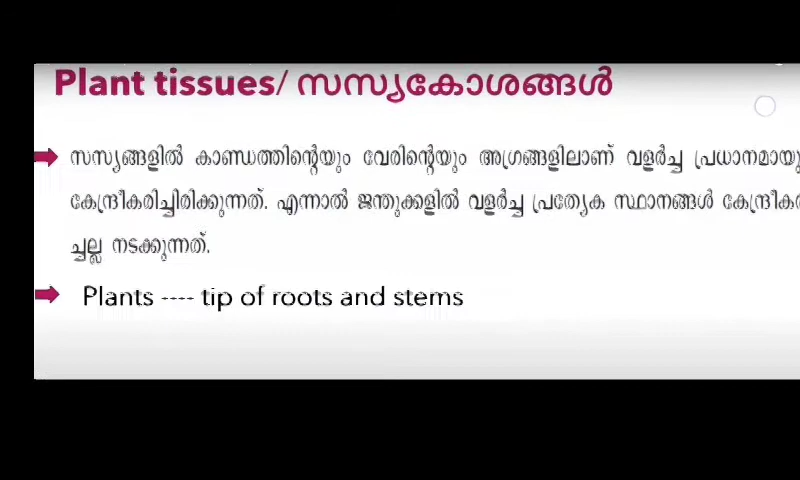 Plant tissues/ സസ്യകോശങ്ങൾ
സസ്യങ്ങളിൽ കാണ്ഡത്തിന്റെയും വേരിന്റെയും അഗ്രങ്ങളിലാണ് വളർച്ച പ്രധാനമായു
കേന്ദ്രീകരിച്ചിരിക്കുന്നത്. എന്നാൽ ജന്തുക്കളിൽ വളർച്ച പ്രത്യേക സ്ഥാനങ്ങൾ കേന്ദ്രീകര
ച്ചല്ല നടക്കുന്നത്.
Plants ---- tip of roots and stems